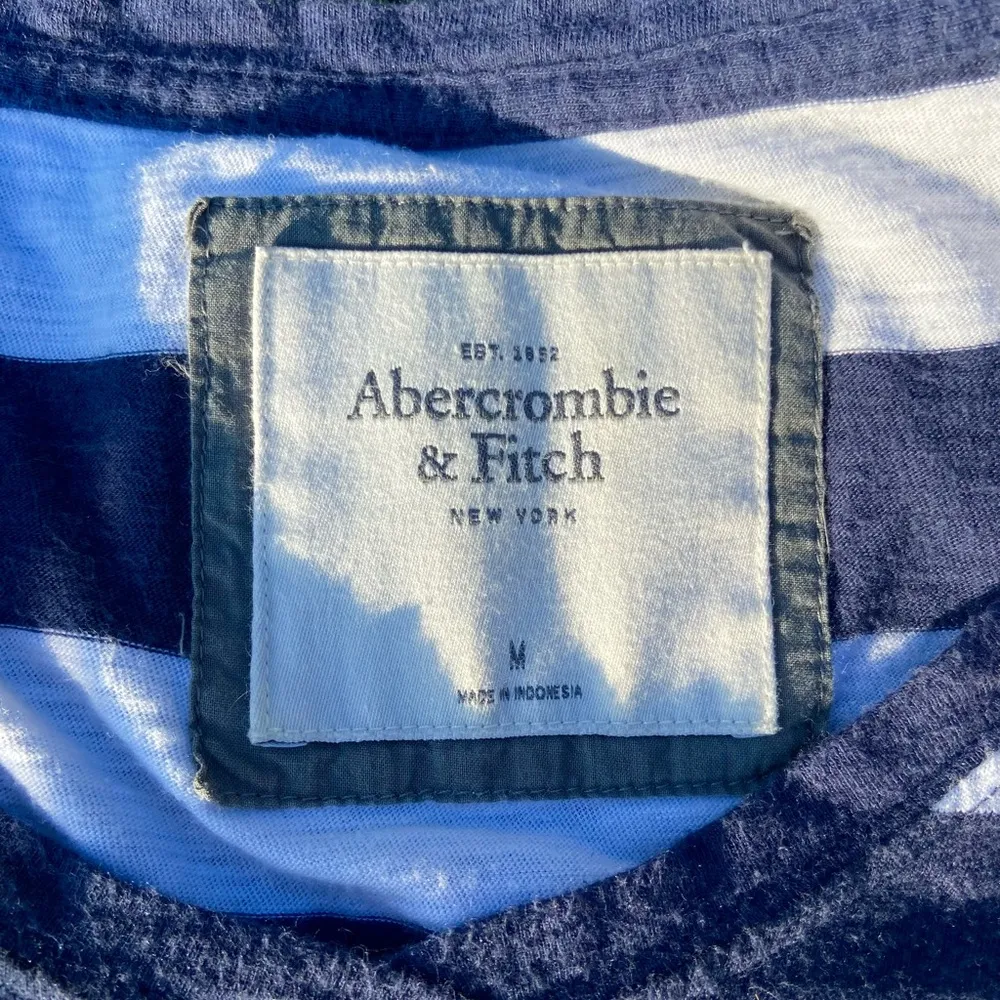 EST. 1892
Abercrombie
& Fitch
NEW YORK
M
MADE IN INDONESIA